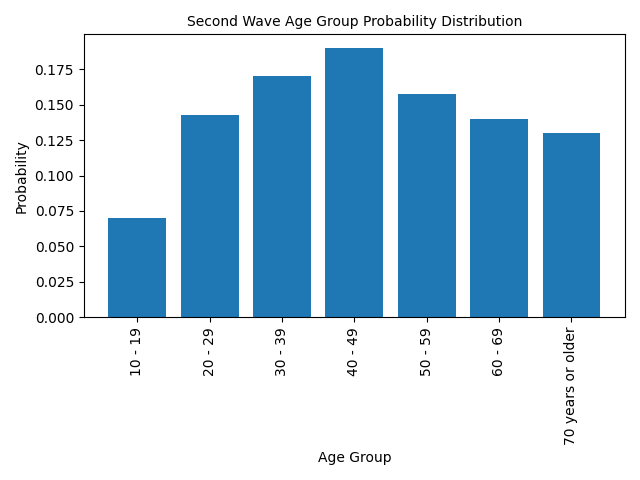 Second Wave Age Group Probability Distribution
Probability
0.175
0.150
0.125
0.100
0.075
0.050
0.025
0.000
10 - 19
20 - 29
30 - 39
40 - 49
50 - 59
60 - 69
70 years or older
Age Group